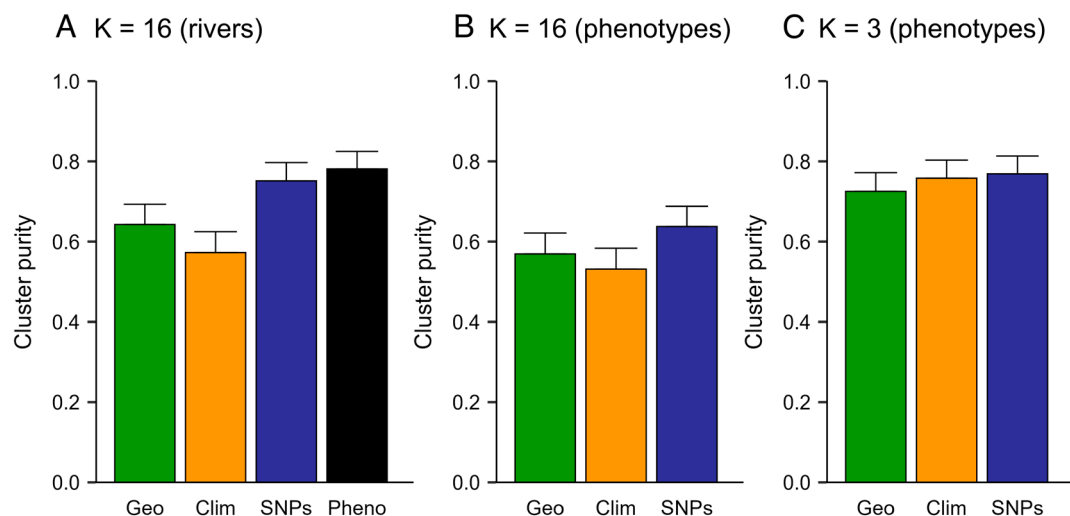 A K = 16 (rivers)
Cluster purity
1.0
0.8
0.6
0.4
0.2
0.0
Geo Clim SNPs Pheno
B K = 16 (phenotypes)
Cluster purity
1.0
0.8
0.6
0.4
0.2
0.0
Geo Clim SNPs
C K = 3 (phenotypes)
Cluster purity
1.0
0.8
0.6
0.4
0.2
0.0
Geo Clim SNPs